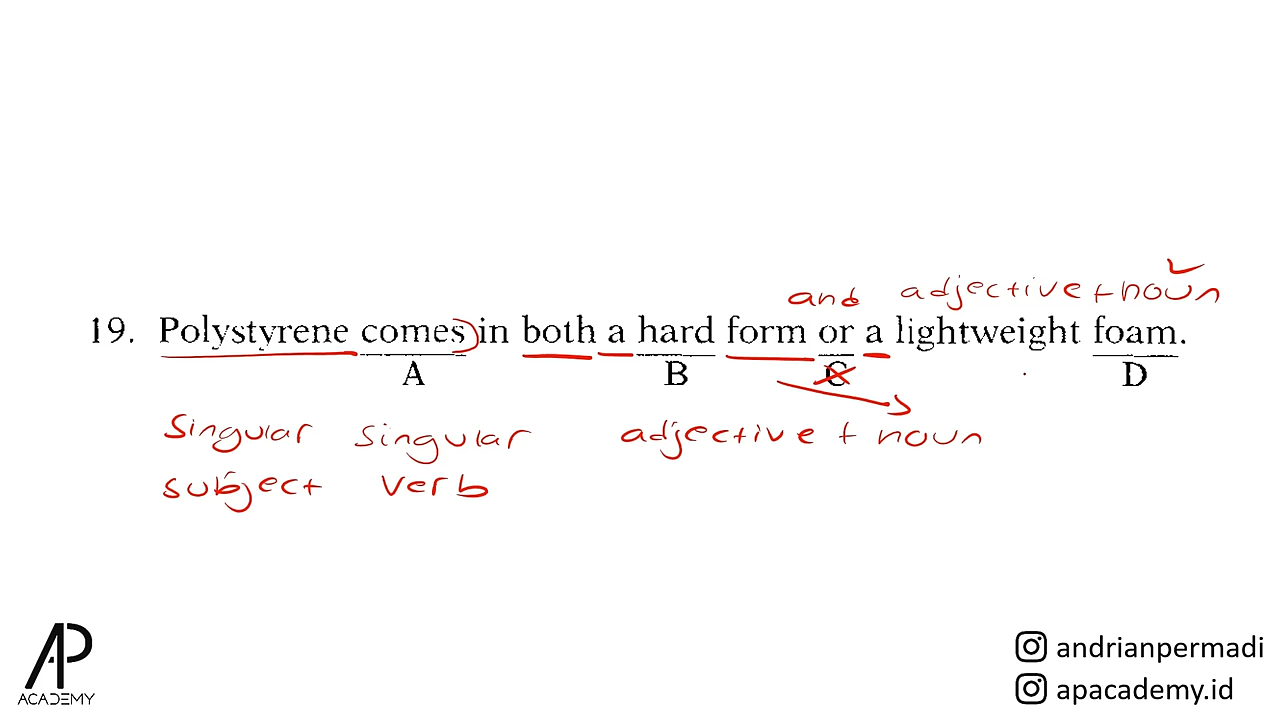 and adjective + noun
19. Polystyrene comes in both a hard form or a lightweight foam.
A B C D
singular singular adjective + noun
subject verb
AP
ACADEMY
andrianpermadi
apacademy.id